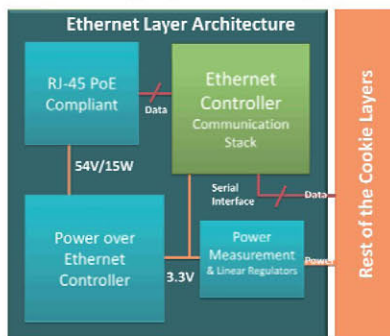 Ethernet Layer Architecture
RJ-45 PoE
Compliant
Data
Ethernet
Controller
Communication
Stack
54V/15W
Serial
Interface
Data
Power over
Ethernet
Controller
3.3V
Power
Measurement
& Linear Regulators
Power
Rest of the Cookie Layers